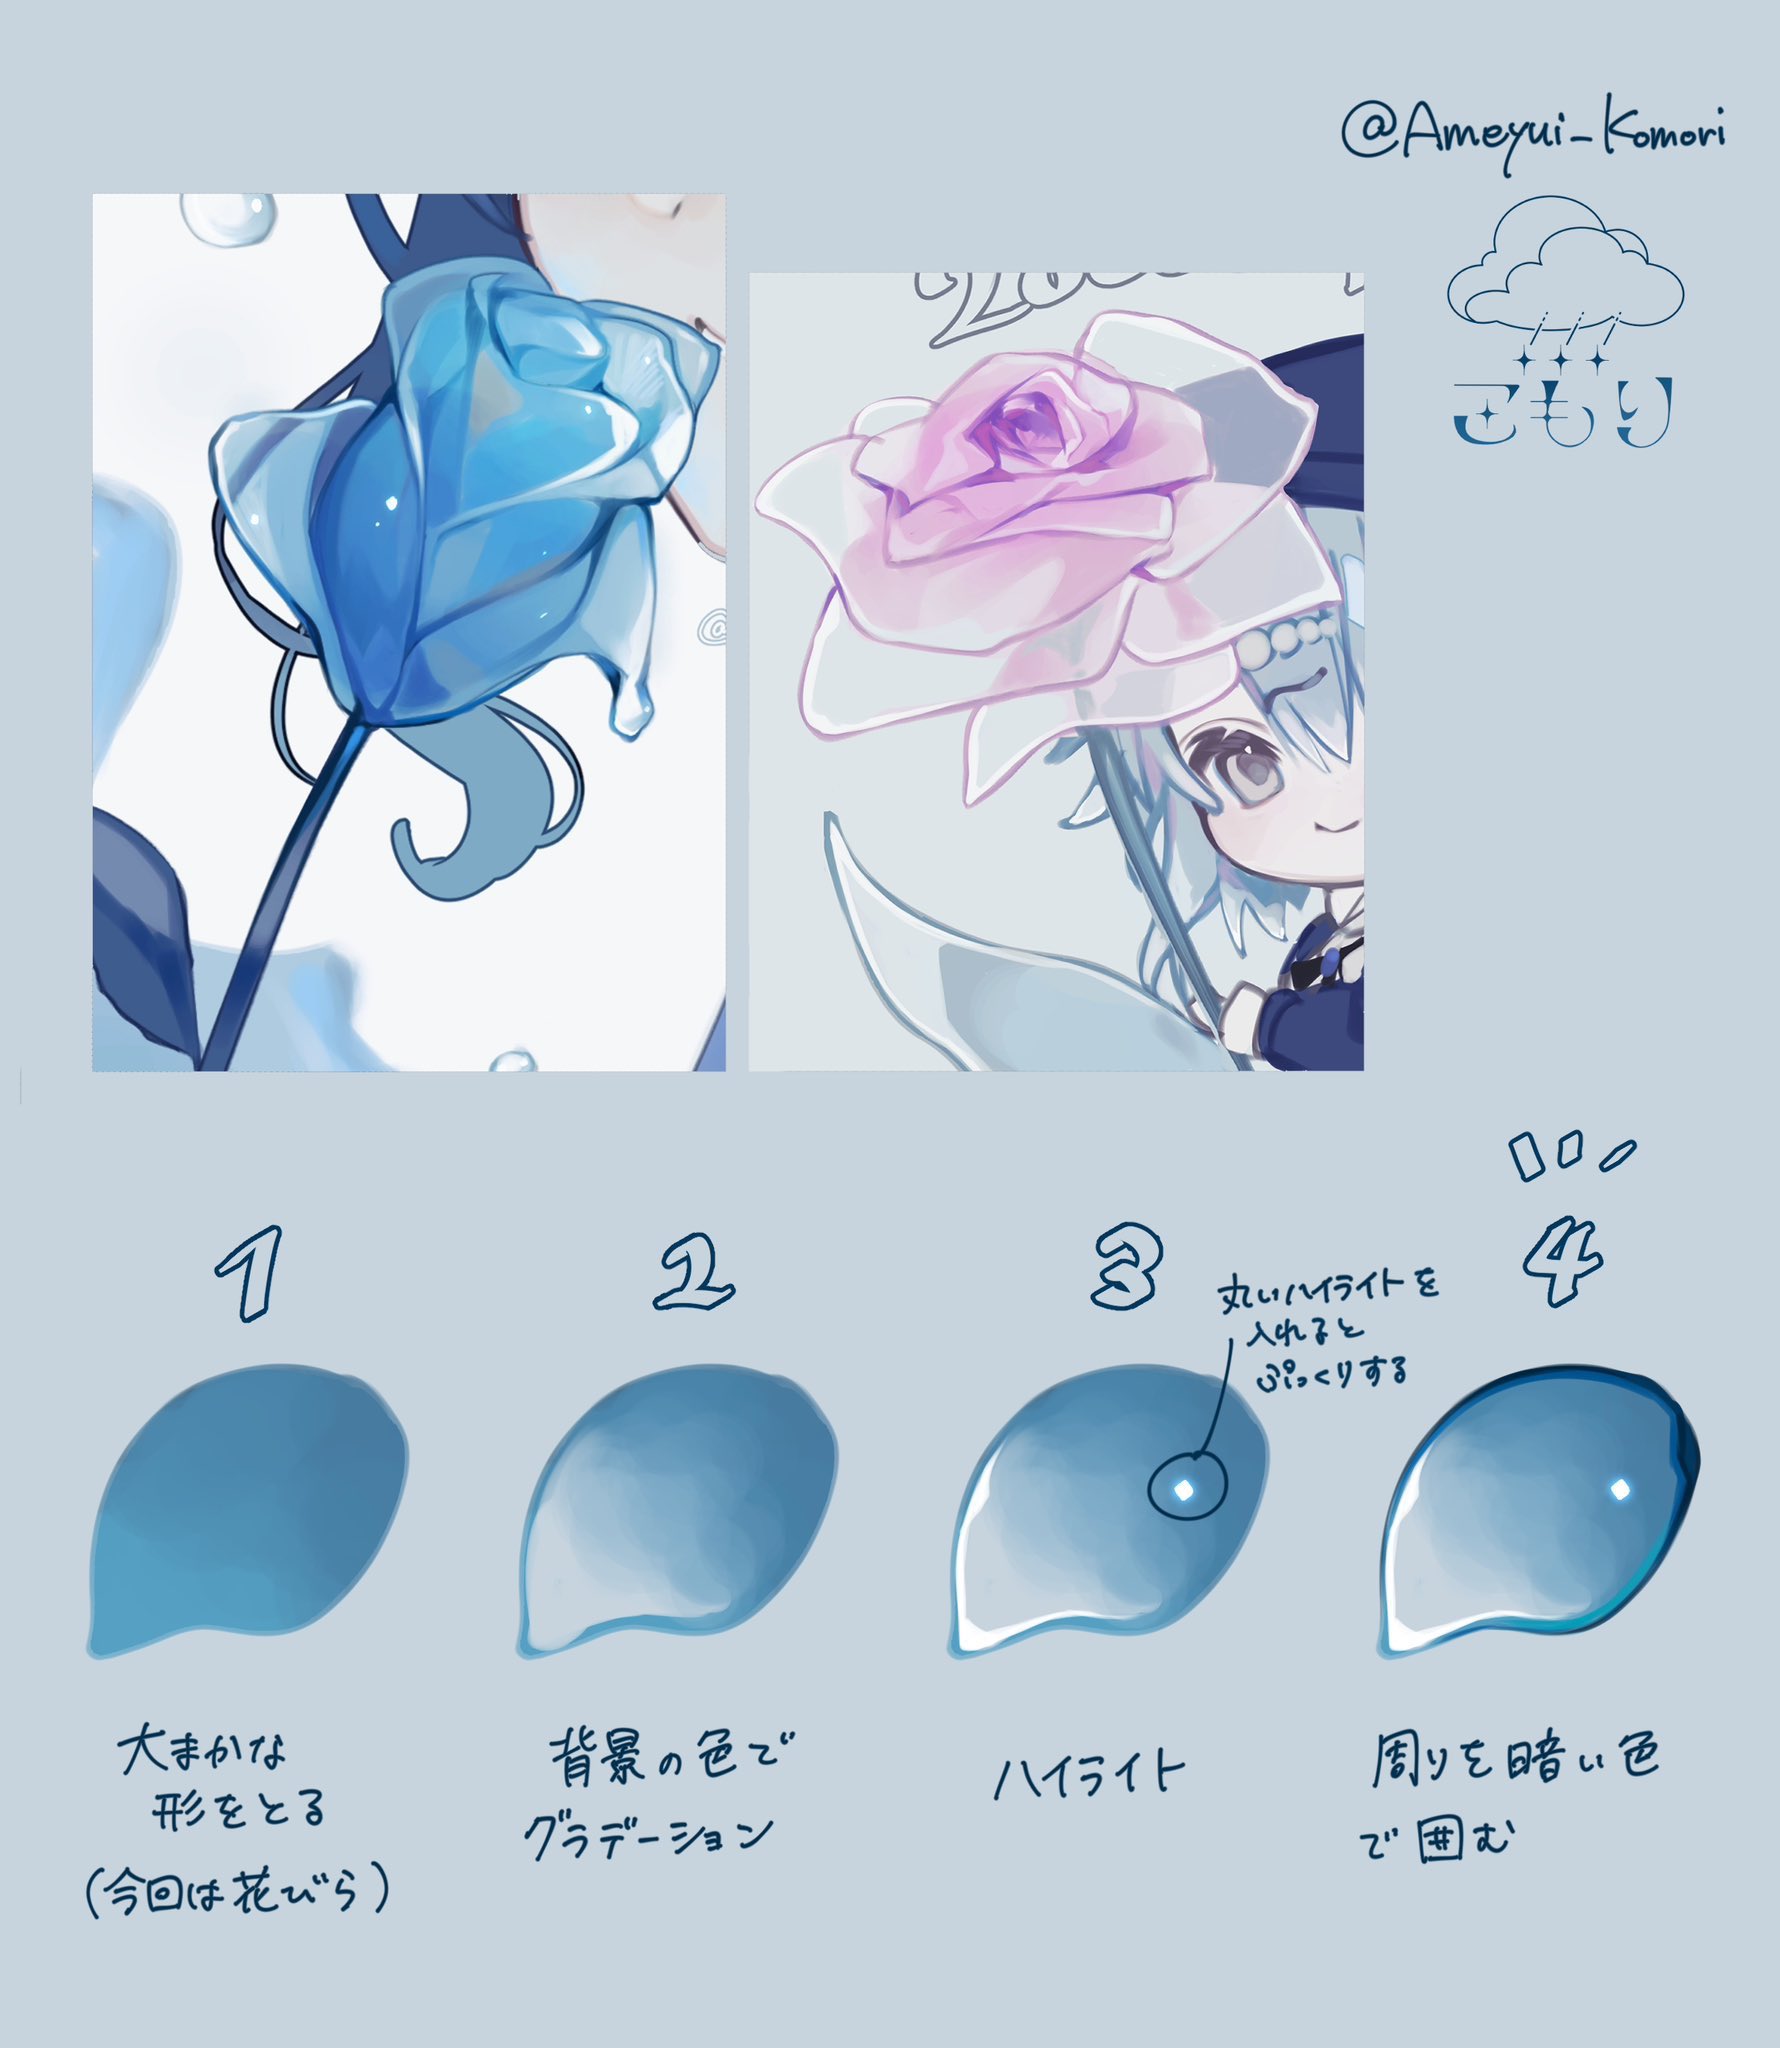 @Ameyui_Komori
こもり
@
1
2
3
4
丸いハイライトを
入れると
ぷっくりする
大まかな
形をとる
(今回は花びら)
背景の色で
グラデーション
ハイライト
周りを暗い色
で囲む